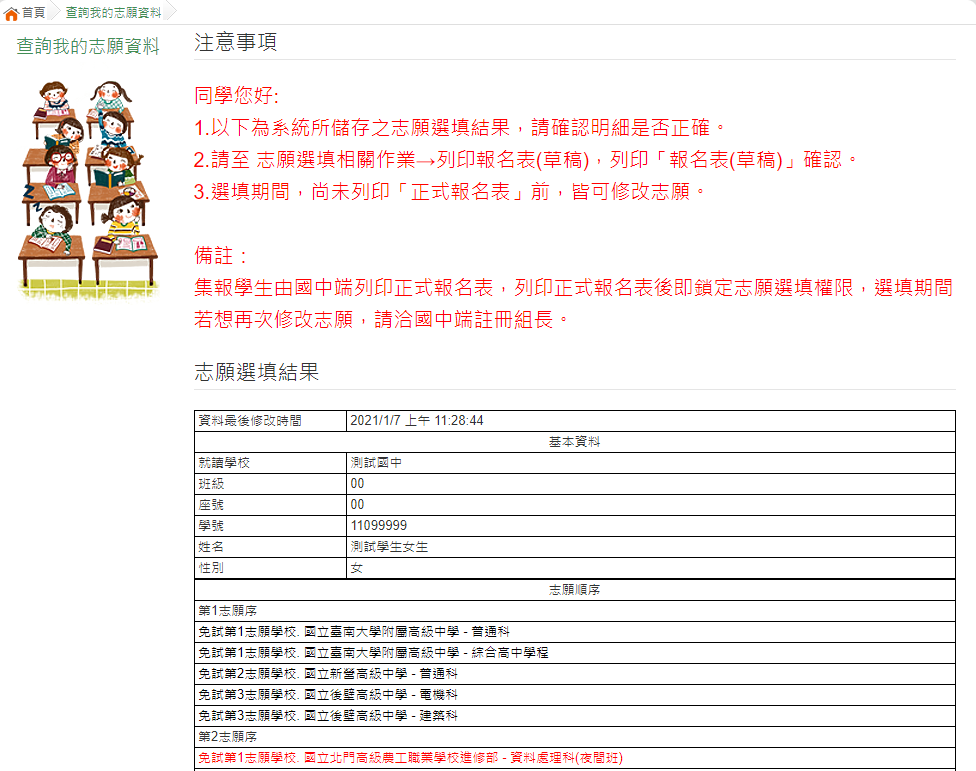 首頁 查詢我的志願資料
查詢我的志願資料
注意事項
同學您好:
1.以下為系統所儲存之志願選填結果，請確認明細是否正確。
2.請至 志願選填相關作業→列印報名表(草稿)，列印「報名表(草稿)」確認。
3.選填期間，尚未列印「正式報名表」前，皆可修改志願。
備註：
集報學生由國中端列印正式報名表，列印正式報名表後即鎖定志願選填權限，選填期間
若想再次修改志願，請洽國中端註冊組長。
志願選填結果
資料最後修改時間 2021/1/7 上午 11:28:44
基本資料
就讀學校 測試國中
班級 00
座號 00
學號 11099999
姓名 測試學生女生
性別 女
志願順序
第1志願序
免試第1志願學校. 國立臺南大學附屬高級中學 - 普通科
免試第1志願學校. 國立臺南大學附屬高級中學 - 綜合高中學程
免試第2志願學校. 國立新營高級中學 - 普通科
免試第3志願學校. 國立後壁高級中學 - 電機科
免試第3志願學校. 國立後壁高級中學 - 建築科
第2志願序
免試第1志願學校. 國立北門高級農工職業學校進修部 - 資料處理科(夜間班)